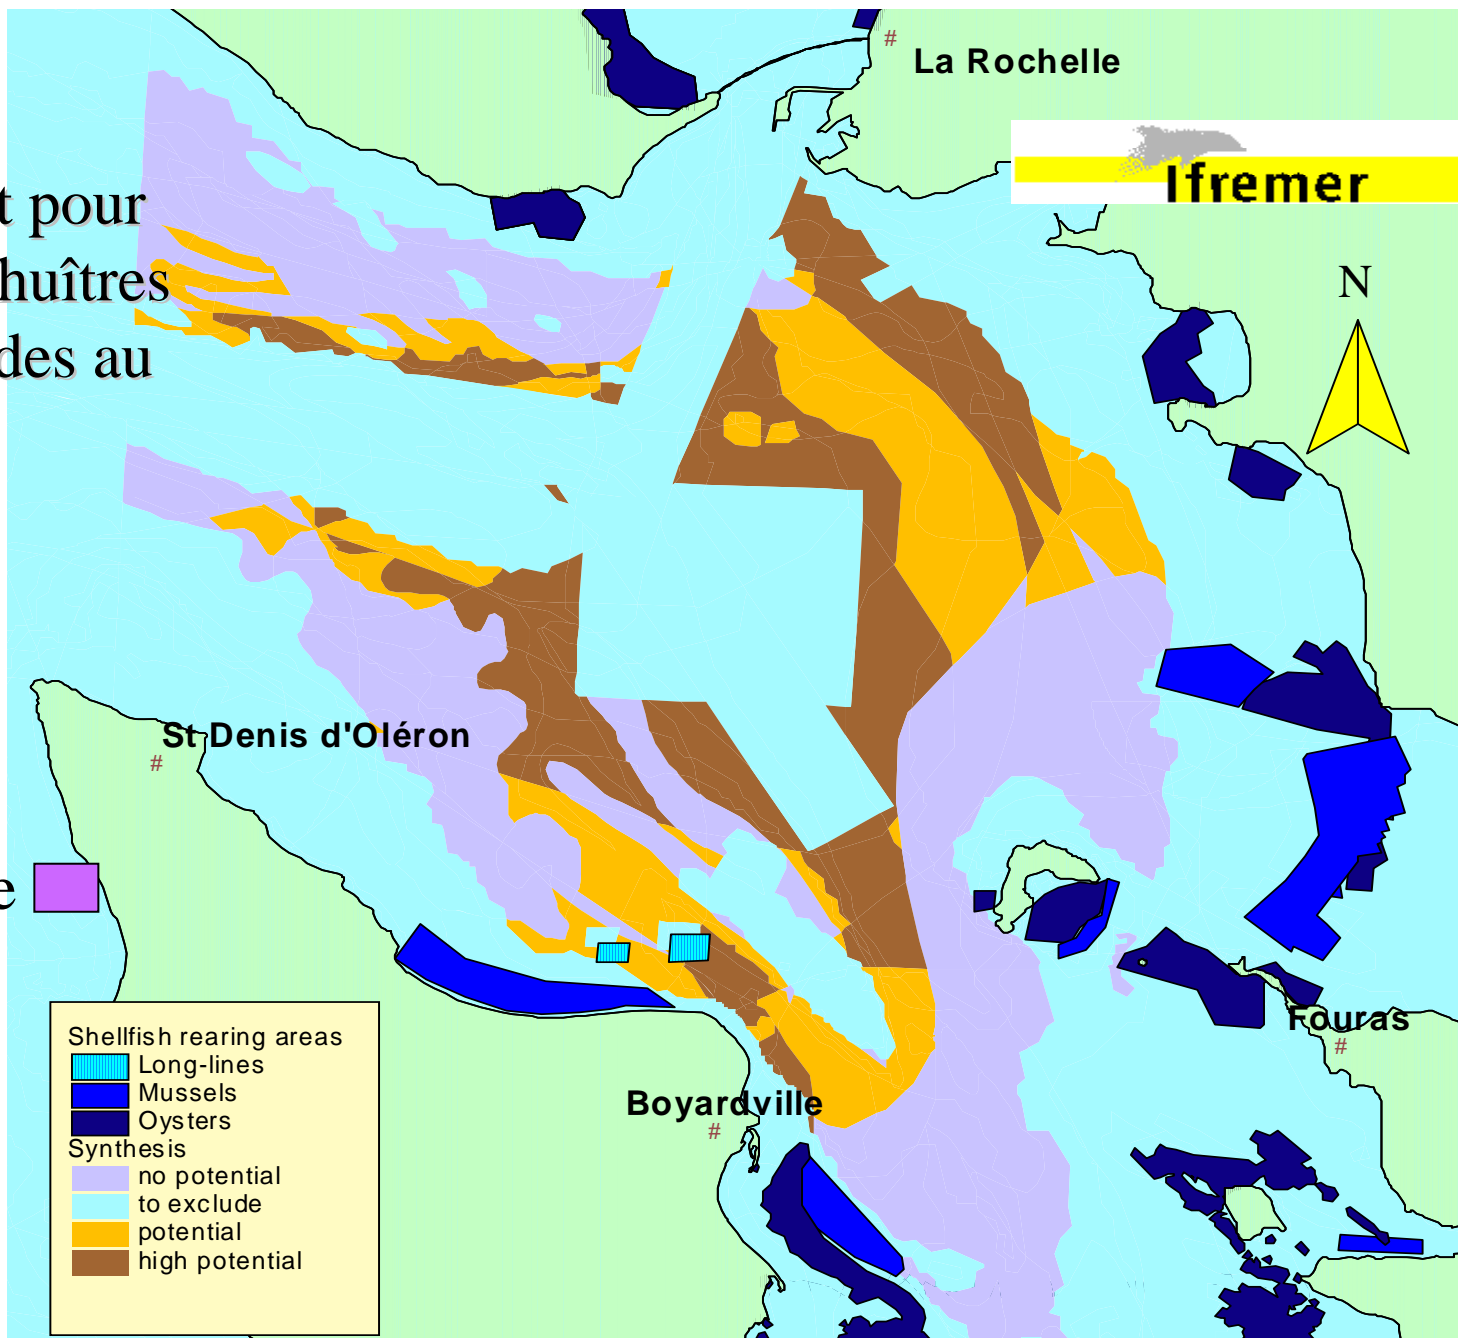 La Rochelle
Ifremer
t pour
huîtres
des au
N
St Denis d'Oléron
e
Fouras
Boyardville
Shellfish rearing areas
Long-lines
Mussels
Oysters
Synthesis
no potential
to exclude
potential
high potential